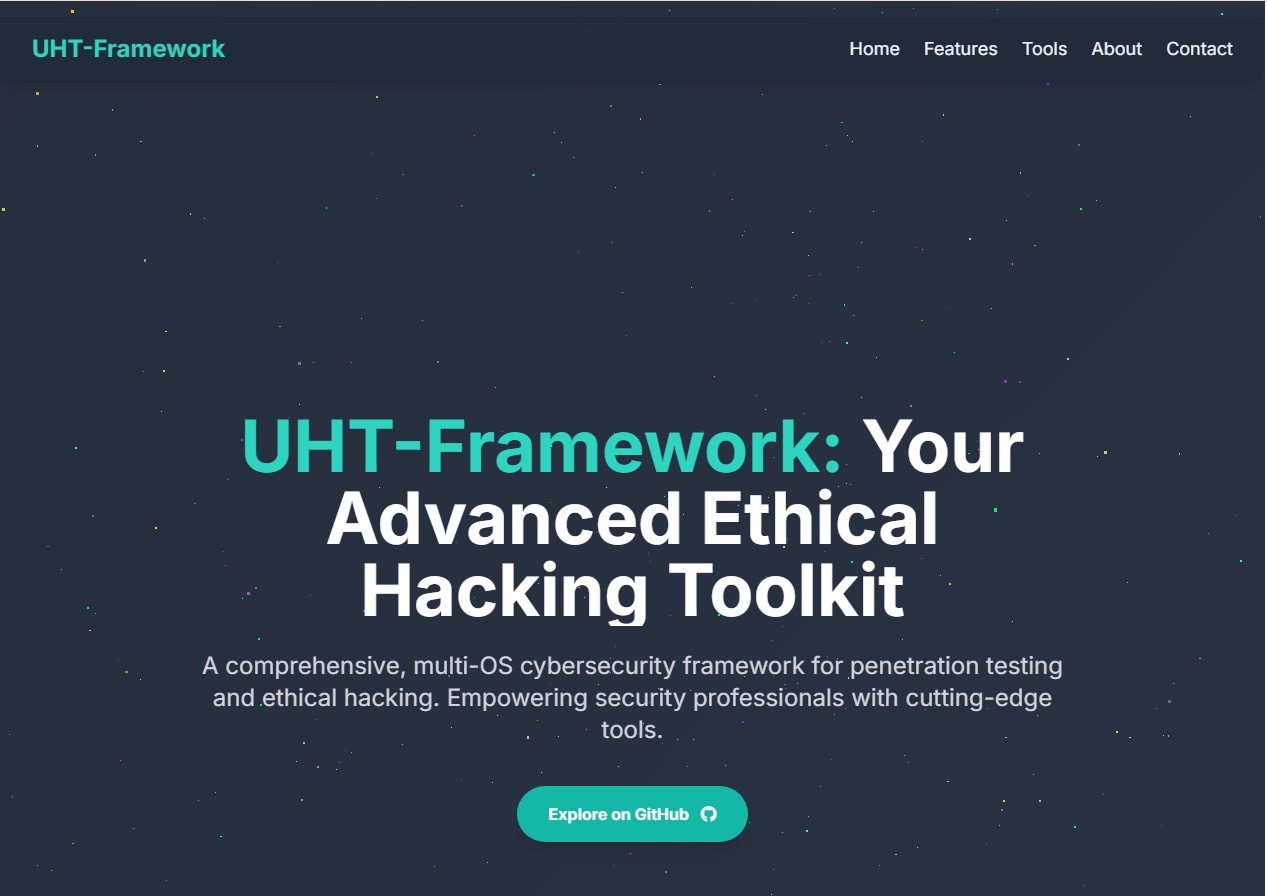 UHT-Framework
Home Features Tools About Contact
UHT-Framework: Your
Advanced Ethical
Hacking Toolkit
A comprehensive, multi-OS cybersecurity framework for penetration testing
and ethical hacking. Empowering security professionals with cutting-edge
tools.
Explore on GitHub